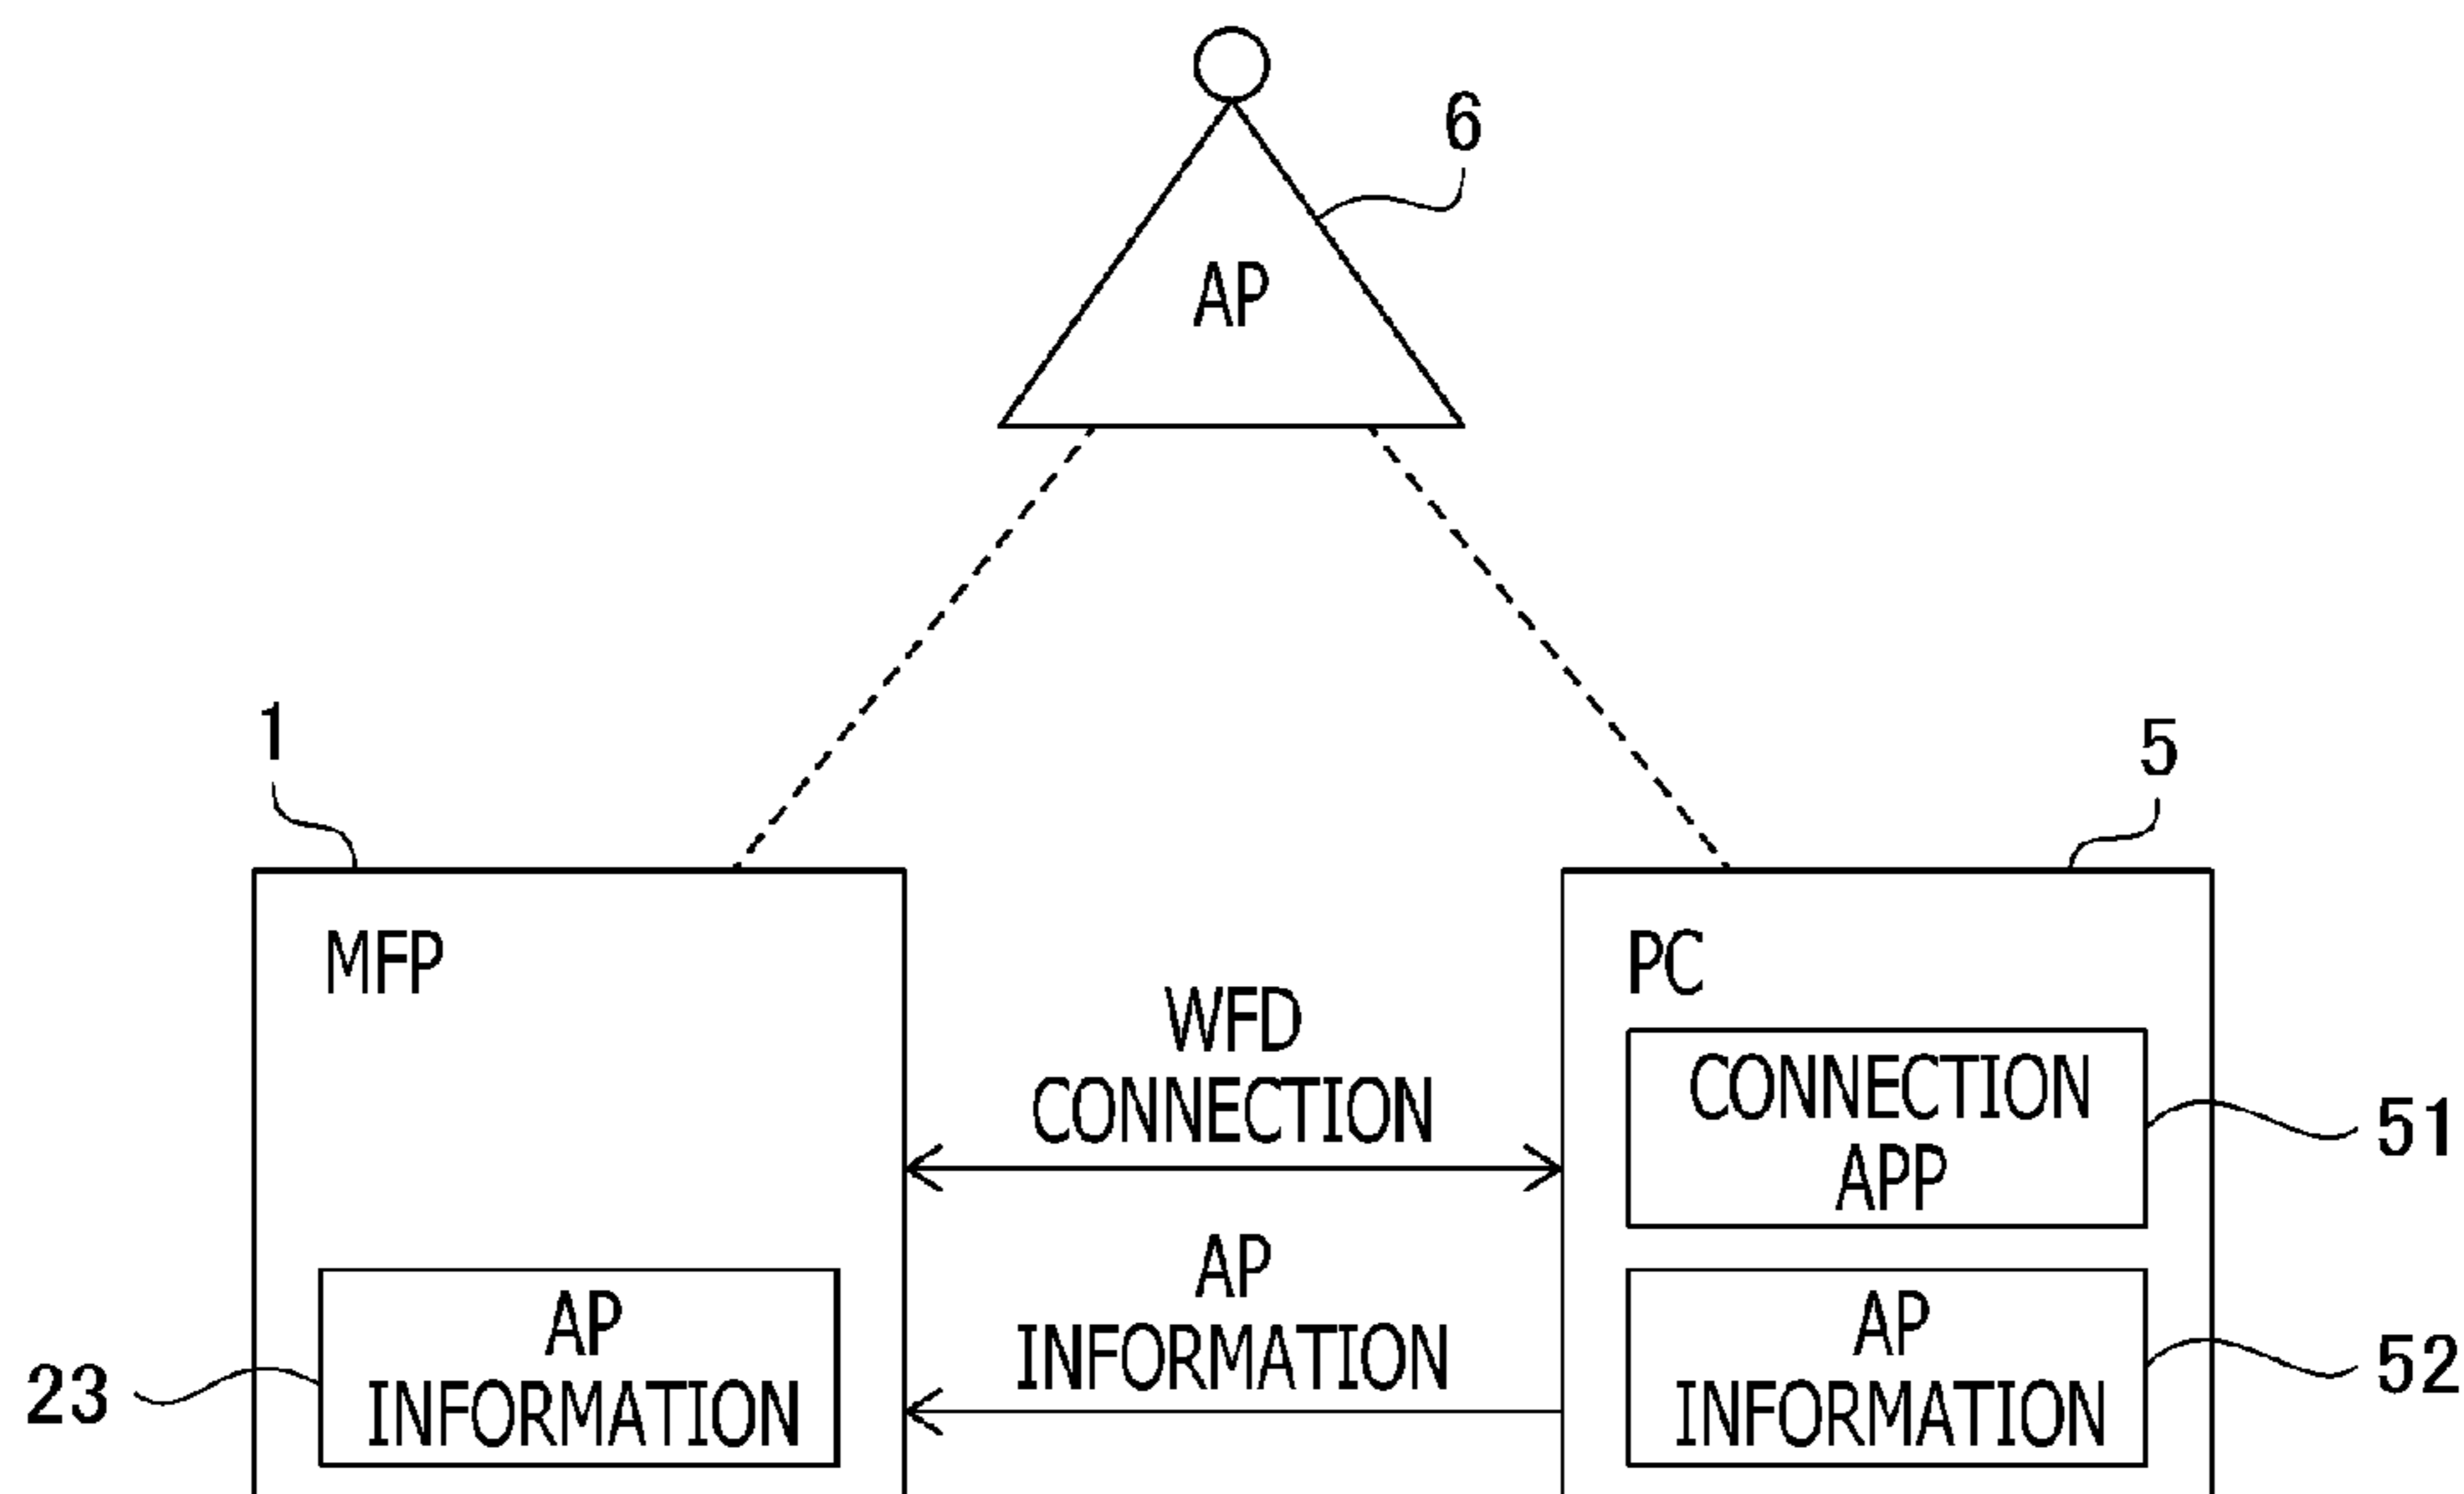 6
AP
1
5
MFP
PC
WFD
CONNECTION
CONNECTION
APP
51
AP
INFORMATION
AP
INFORMATION
23
AP
INFORMATION
52